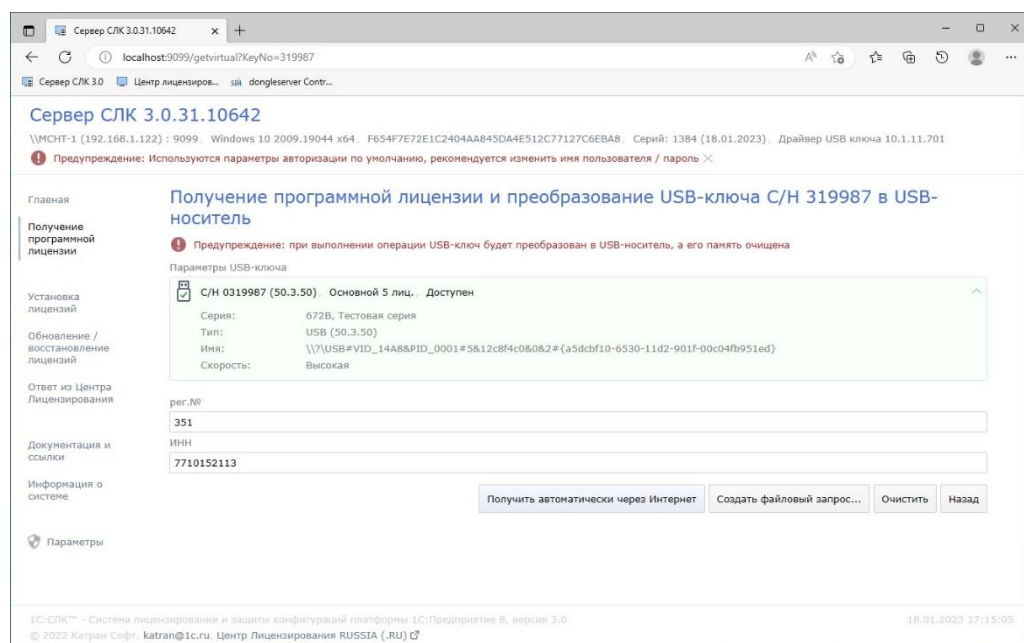 Сервер СЛК 3.0.31.10642
localhost:9099/getvirtual?KeyNo=319987
Сервер СЛК 3.0 Центр лицензиров... dongleserver Contr...
Сервер СЛК 3.0.31.10642
\\MCHT-1 (192.168.1.122) : 9099, Windows 10 2009.19044 x64, F654F7E72E1C2404AA845DA4E512C77127C6EBA8, Серий: 1384 (18.01.2023), Драйвер USB ключа 10.1.11.701
Предупреждение: Используются параметры авторизации по умолчанию, рекомендуется изменить имя пользователя / пароль
Главная
Получение
программной
лицензии
Установка
лицензий
Обновление /
восстановление
лицензий
Ответ из Центра
Лицензирования
Документация и
ссылки
Информация о
системе
Параметры
Получение программной лицензии и преобразование USB-ключа С/Н 319987 в USB-
носитель
Предупреждение: при выполнении операции USB-ключ будет преобразован в USB-носитель, а его память очищена
Параметры USB-ключа
С/Н 0319987 (50.3.50), Основной 5 лиц., Доступен
Серия: 672B, Тестовая серия
Тип: USB (50.3.50)
Имя: \\?\USB#VID_14A8&PID_0001#5&12c8f4c0&0&2#{a5dcbf10-6530-11d2-901f-00c04fb951ed}
Скорость: Высокая
рег.№
351
ИНН
7710152113
Получить автоматически через Интернет Создать файловый запрос... Очистить Назад
1С:СЛК™ - Система лицензирования и защиты конфигураций платформы 1С:Предприятие 8, версия 3.0 18.01.2023 17:15:05
© 2022 Катран Софт, katran@1c.ru, Центр Лицензирования RUSSIA (.RU)